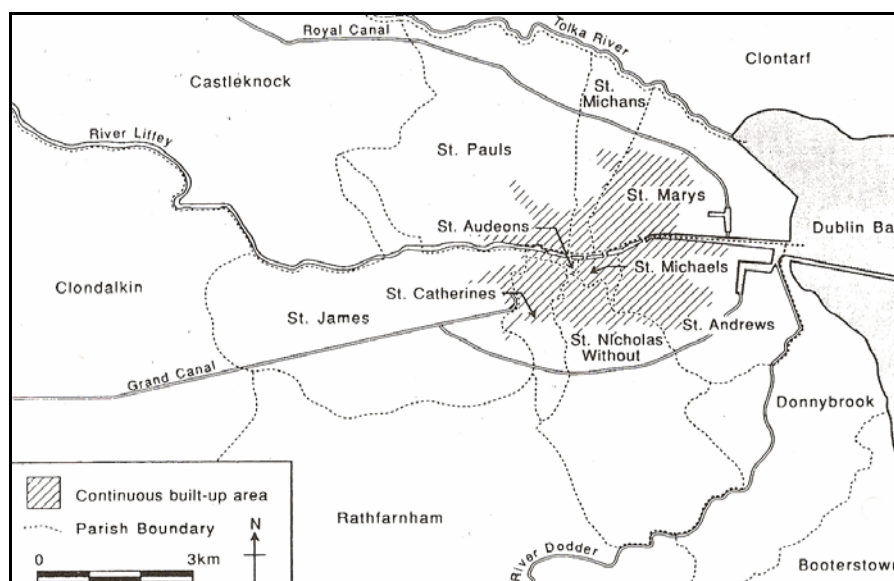 Royal Canal
Tolka River
Clontarf
Castleknock
St.
Michans
River Liffey
St. Pauls
St. Marys
St. Audeons
Dublin Ba
St. Michaels
Clondalkin
St. Catherines
St. James
St. Andrews
St. Nicholas
Without
Grand Canal
Donnybrook
Continuous built-up area
Parish Boundary
N
Rathfarnham
0 3km
River Dodder
Booterstow